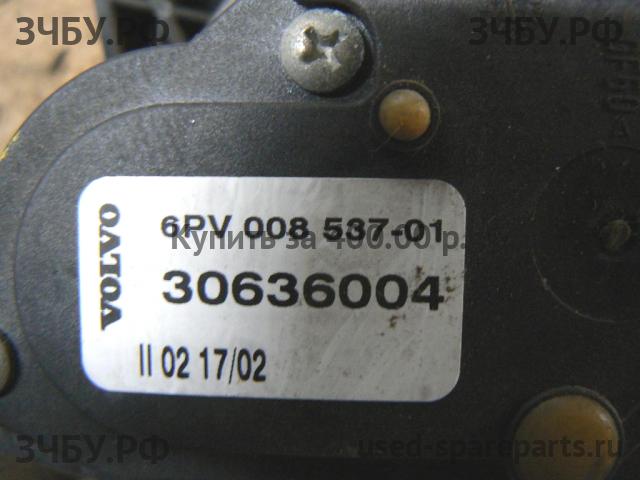 ЗЧБУ.РФ
ЗЧБУ.РФ
VOLVO
6PV 008 537-01
Купить за 400.00 р.
30636004
II 02 17/02
ЗЧБУ.РФ
used-spareparts.ru